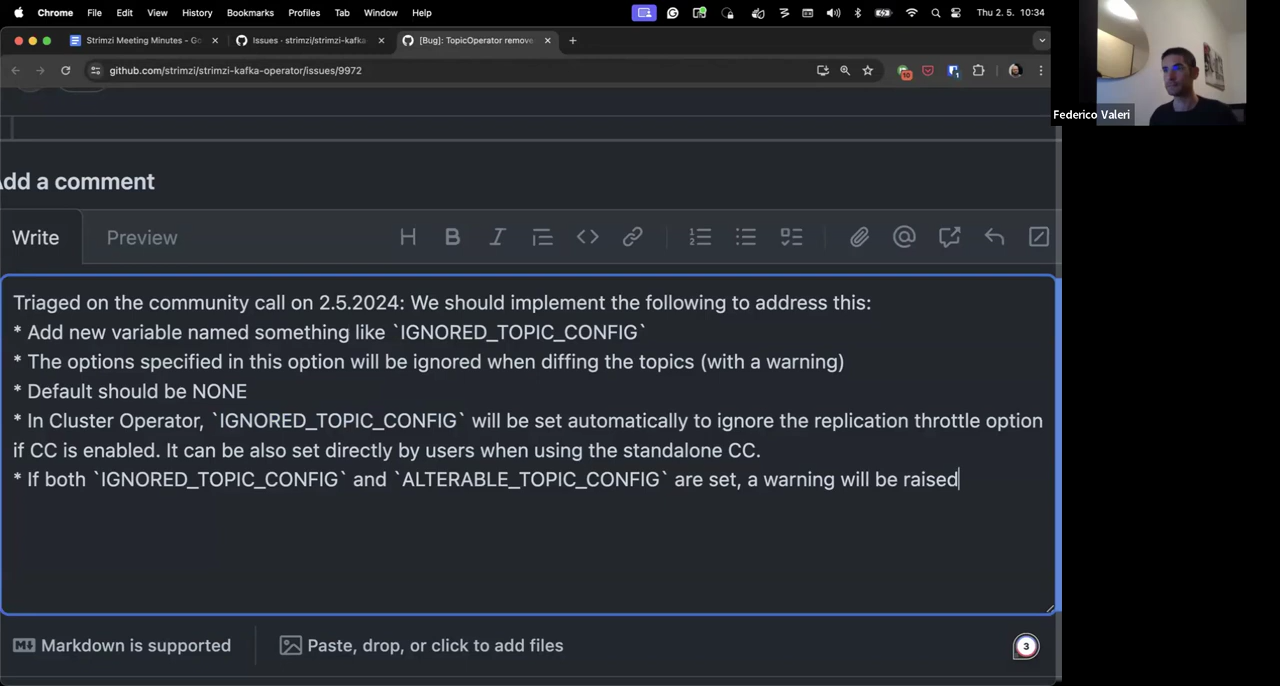 Chrome File Edit View History Bookmarks Profiles Tab Window Help Thu 2. 5. 10:34
Strimzi Meeting Minutes - Go Issues · strimzi/strimzi-kafka- [Bug]: TopicOperator remove
github.com/strimzi/strimzi-kafka-operator/issues/9972
10
1
Federico Valeri
Add a comment
Write Preview
Triaged on the community call on 2.5.2024: We should implement the following to address this:
* Add new variable named something like `IGNORED_TOPIC_CONFIG`
* The options specified in this option will be ignored when diffing the topics (with a warning)
* Default should be NONE
* In Cluster Operator, `IGNORED_TOPIC_CONFIG` will be set automatically to ignore the replication throttle option
if CC is enabled. It can be also set directly by users when using the standalone CC.
* If both `IGNORED_TOPIC_CONFIG` and `ALTERABLE_TOPIC_CONFIG` are set, a warning will be raised
Markdown is supported Paste, drop, or click to add files 3